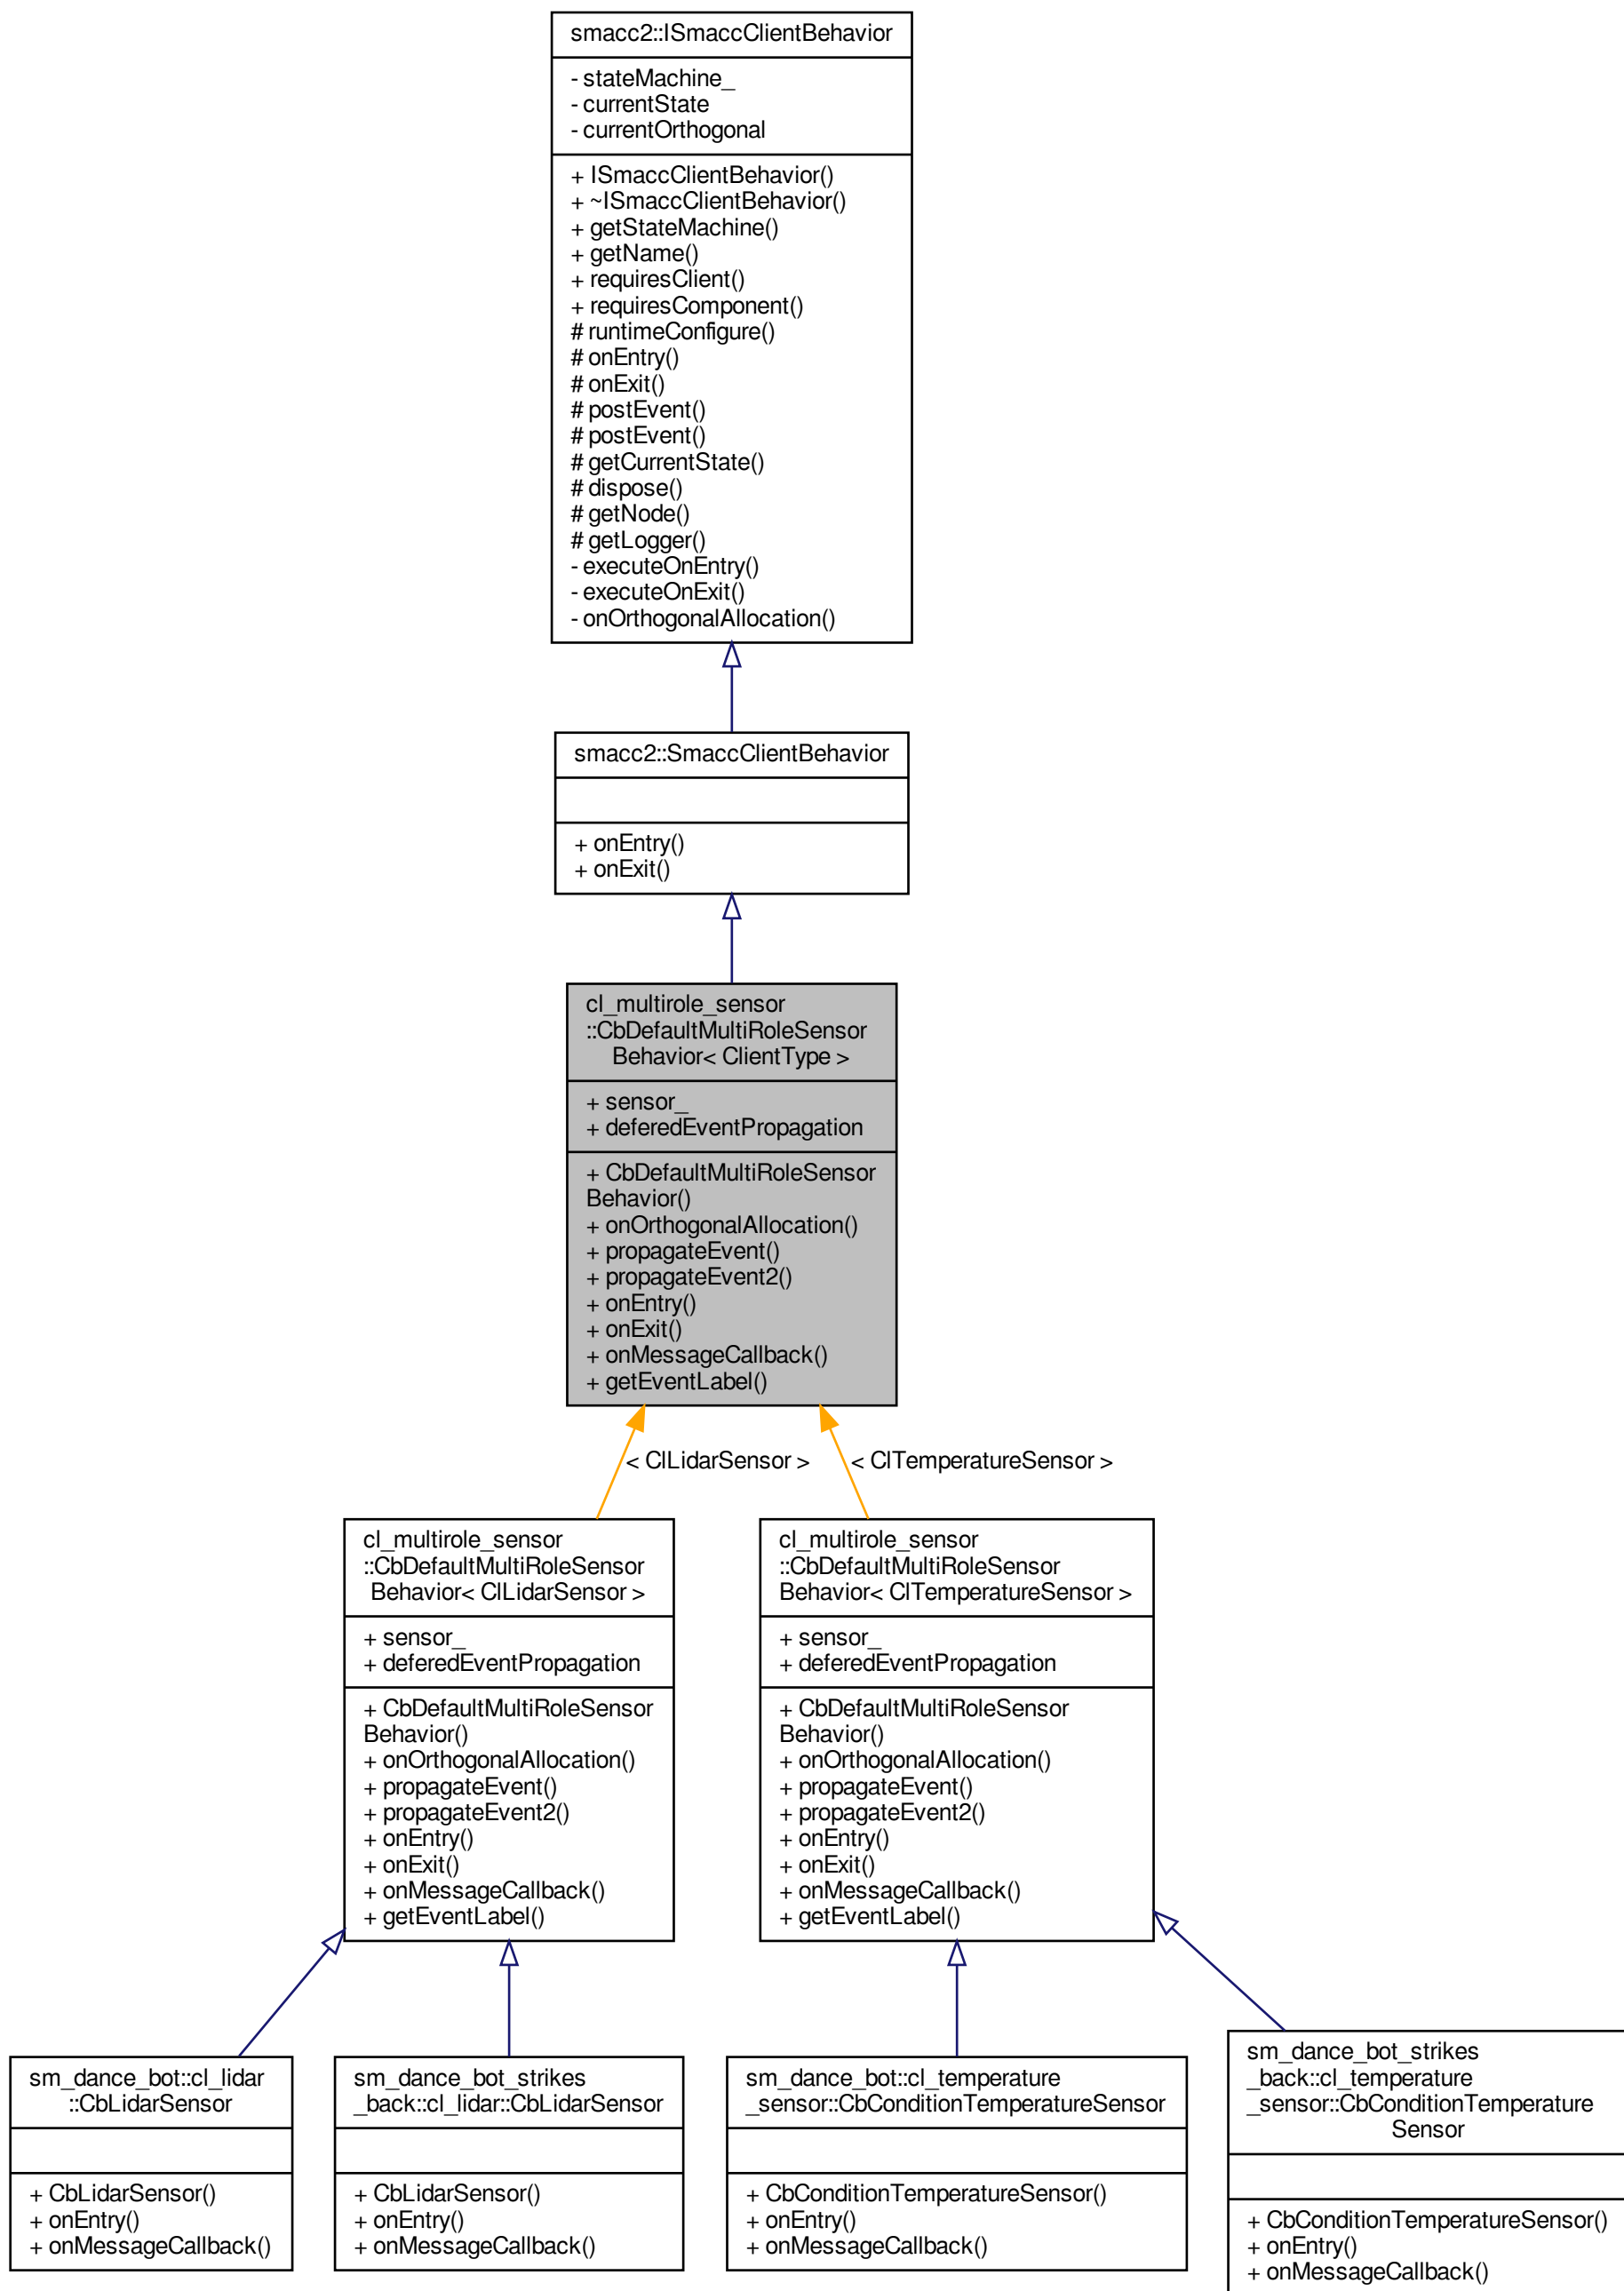 smacc2::ISmaccClientBehavior
- stateMachine_
- currentState
- currentOrthogonal
+ ISmaccClientBehavior()
+ ~ISmaccClientBehavior()
+ getStateMachine()
+ getName()
+ requiresClient()
+ requiresComponent()
# runtimeConfigure()
# onEntry()
# onExit()
# postEvent()
# postEvent()
# getCurrentState()
# dispose()
# getNode()
# getLogger()
- executeOnEntry()
- executeOnExit()
- onOrthogonalAllocation()
smacc2::SmaccClientBehavior
+ onEntry()
+ onExit()
cl_multirole_sensor
::CbDefaultMultiRoleSensor
Behavior< ClientType >
+ sensor_
+ deferedEventPropagation
+ CbDefaultMultiRoleSensor
Behavior()
+ onOrthogonalAllocation()
+ propagateEvent()
+ propagateEvent2()
+ onEntry()
+ onExit()
+ onMessageCallback()
+ getEventLabel()
< ClLidarSensor >
< ClTemperatureSensor >
cl_multirole_sensor
::CbDefaultMultiRoleSensor
Behavior< ClLidarSensor >
+ sensor_
+ deferedEventPropagation
+ CbDefaultMultiRoleSensor
Behavior()
+ onOrthogonalAllocation()
+ propagateEvent()
+ propagateEvent2()
+ onEntry()
+ onExit()
+ onMessageCallback()
+ getEventLabel()
cl_multirole_sensor
::CbDefaultMultiRoleSensor
Behavior< ClTemperatureSensor >
+ sensor_
+ deferedEventPropagation
+ CbDefaultMultiRoleSensor
Behavior()
+ onOrthogonalAllocation()
+ propagateEvent()
+ propagateEvent2()
+ onEntry()
+ onExit()
+ onMessageCallback()
+ getEventLabel()
sm_dance_bot::cl_lidar
::CbLidarSensor
+ CbLidarSensor()
+ onEntry()
+ onMessageCallback()
sm_dance_bot_strikes
_back::cl_lidar::CbLidarSensor
+ CbLidarSensor()
+ onEntry()
+ onMessageCallback()
sm_dance_bot::cl_temperature
_sensor::CbConditionTemperatureSensor
+ CbConditionTemperatureSensor()
+ onEntry()
+ onMessageCallback()
sm_dance_bot_strikes
_back::cl_temperature
_sensor::CbConditionTemperature
Sensor
+ CbConditionTemperatureSensor()
+ onEntry()
+ onMessageCallback()